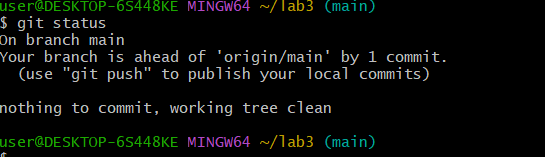 user@DESKTOP-6S448KE MINGW64 ~/lab3 (main)
$ git status
On branch main
Your branch is ahead of 'origin/main' by 1 commit.
  (use "git push" to publish your local commits)

nothing to commit, working tree clean

user@DESKTOP-6S448KE MINGW64 ~/lab3 (main)
$